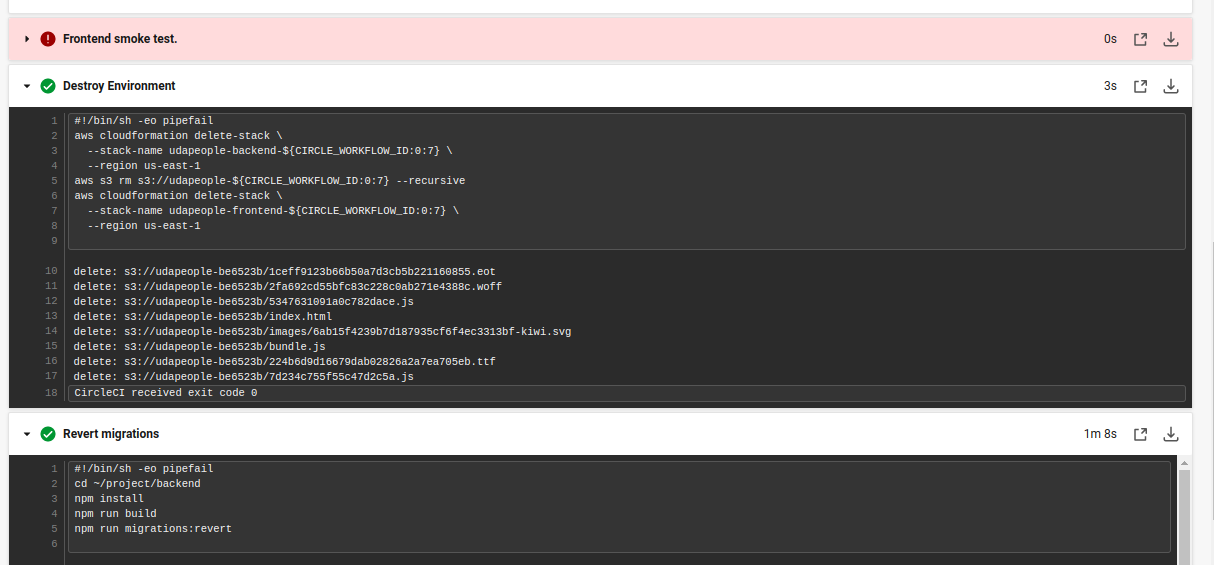 Frontend smoke test. 0s
Destroy Environment 3s
1 #!/bin/sh -eo pipefail
2 aws cloudformation delete-stack \
3   --stack-name udapeople-backend-${CIRCLE_WORKFLOW_ID:0:7} \
4   --region us-east-1
5 aws s3 rm s3://udapeople-${CIRCLE_WORKFLOW_ID:0:7} --recursive
6 aws cloudformation delete-stack \
7   --stack-name udapeople-frontend-${CIRCLE_WORKFLOW_ID:0:7} \
8   --region us-east-1
9
10 delete: s3://udapeople-be6523b/1ceff9123b66b50a7d3cb5b221160855.eot
11 delete: s3://udapeople-be6523b/2fa692cd55bfc83c228c0ab271e4388c.woff
12 delete: s3://udapeople-be6523b/5347631091a0c782dace.js
13 delete: s3://udapeople-be6523b/index.html
14 delete: s3://udapeople-be6523b/images/6ab15f4239b7d187935cf6f4ec3313bf-kiwi.svg
15 delete: s3://udapeople-be6523b/bundle.js
16 delete: s3://udapeople-be6523b/224b6d9d16679dab02826a2a7ea705eb.ttf
17 delete: s3://udapeople-be6523b/7d234c755f55c47d2c5a.js
18 CircleCI received exit code 0
Revert migrations 1m 8s
1 #!/bin/sh -eo pipefail
2 cd ~/project/backend
3 npm install
4 npm run build
5 npm run migrations:revert
6